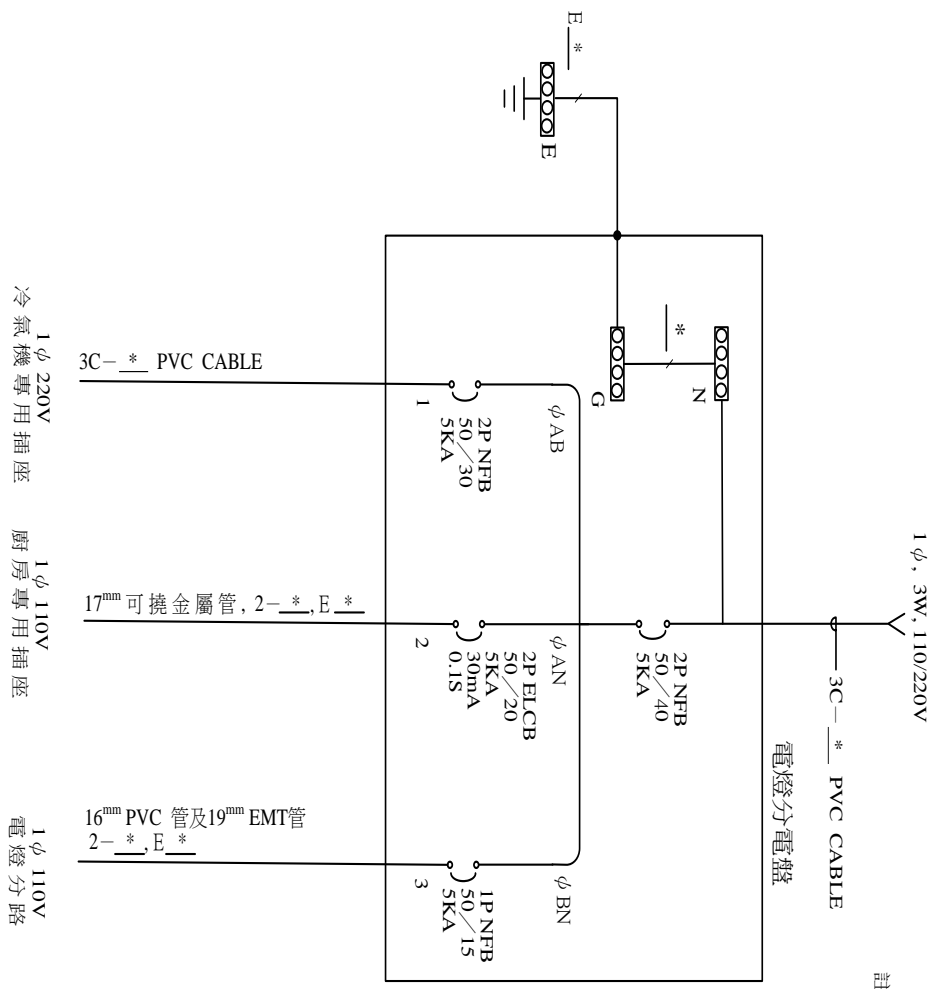 1φ, 3W, 110/220V
3C－ * PVC CABLE
電燈分電盤
註
E *
E
*
N
G
2P NFB
50／40
5KA
φ AB
φ AN
φ BN
1
2P NFB
50／30
5KA
2
2P ELCB
50／20
5KA
30mA
0.1S
3
1P NFB
50／15
5KA
3C－ * PVC CABLE
17mm 可撓金屬管, 2－ * , E *
16mm PVC 管及19mm EMT管
2－ * , E *
1φ 220V
冷氣機專用插座
1φ 110V
廚房專用插座
1φ 110V
電燈分路